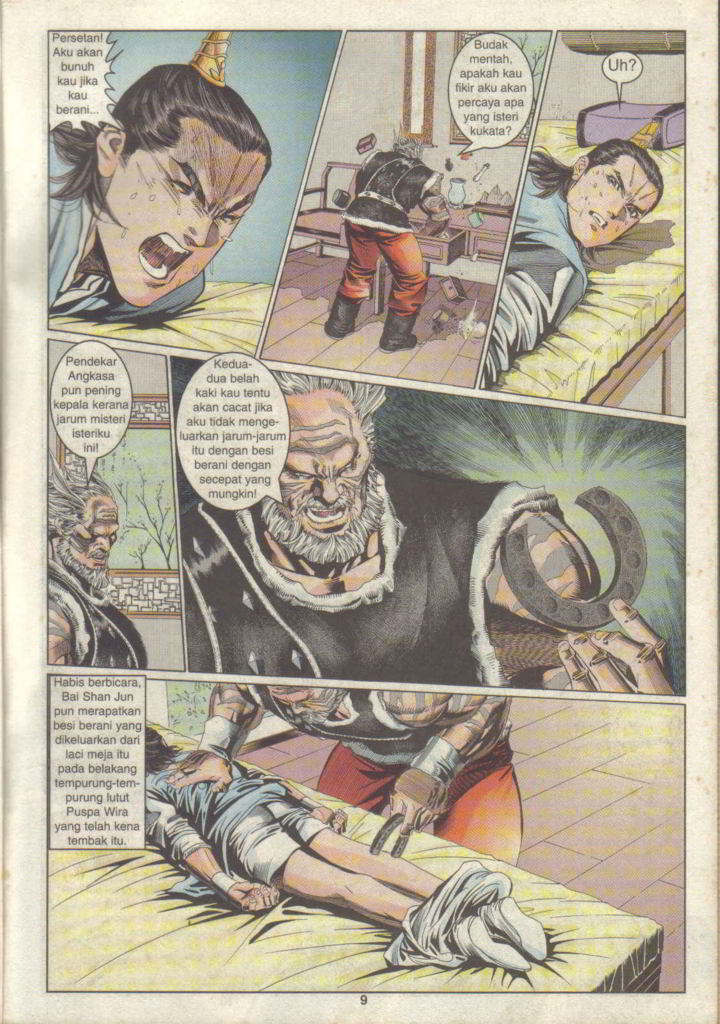 Persetan!
Aku akan
bunuh
kau jika
kau
berani...
Budak
mentah,
apakah kau
fikir aku akan
percaya apa
yang isteri
kukata?
Uh?
Pendekar
Angkasa
pun pening
kepala kerana
jarum misteri
isteriku
ini!
Kedua-
dua belah
kaki kau tentu
akan cacat jika
aku tidak menge-
luarkan jarum-jarum
itu dengan besi
berani dengan
secepat yang
mungkin!
Habis berbicara,
Bai Shan Jun
pun merapatkan
besi berani yang
dikeluarkan dari
laci meja itu
pada belakang
tempurung-tem-
purung lutut
Puspa Wira
yang telah kena
tembak itu.
9